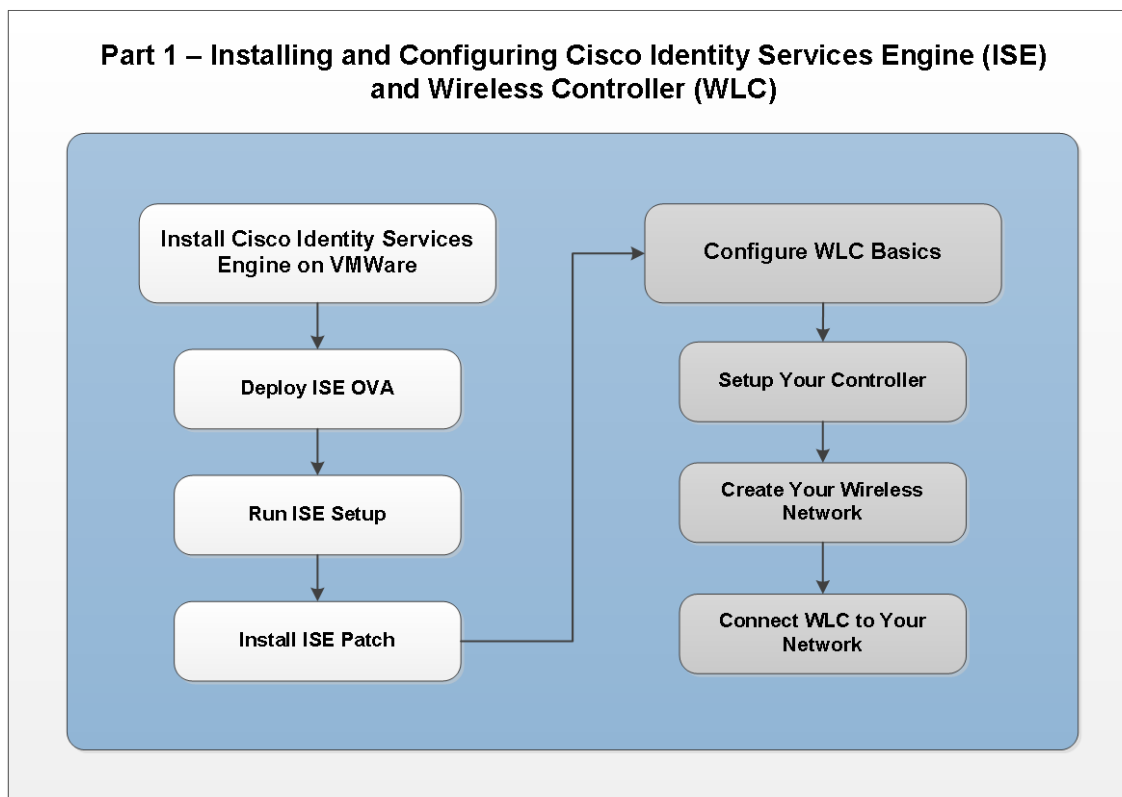 Part 1 – Installing and Configuring Cisco Identity Services Engine (ISE)
and Wireless Controller (WLC)
Install Cisco Identity Services
Engine on VMWare
Deploy ISE OVA
Run ISE Setup
Install ISE Patch
Configure WLC Basics
Setup Your Controller
Create Your Wireless
Network
Connect WLC to Your
Network